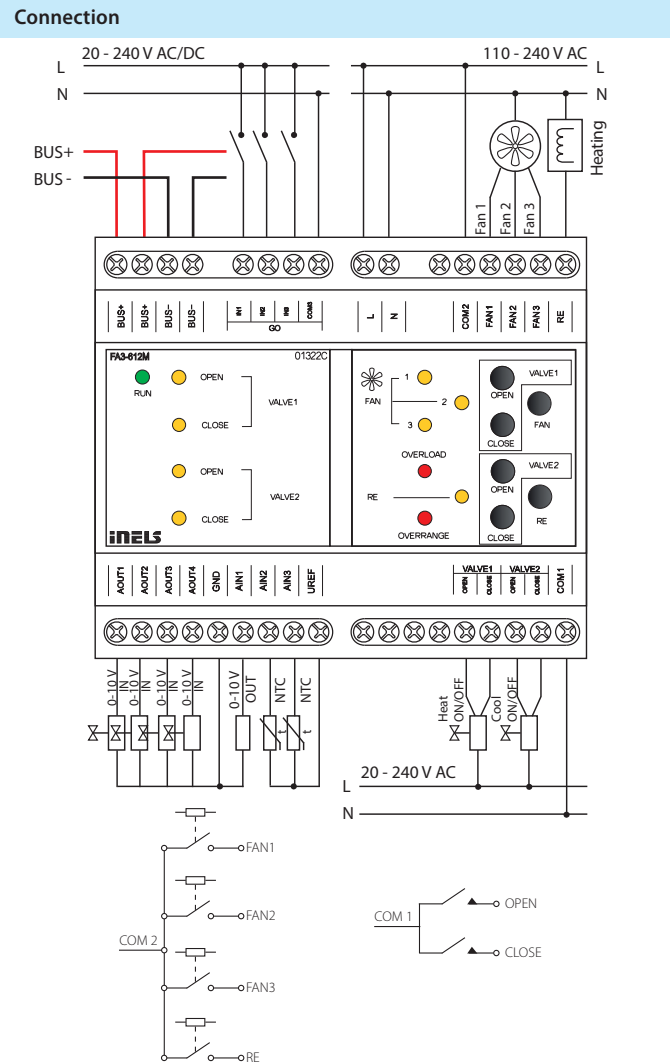 Connection
20 - 240 V AC/DC
110 - 240 V AC
L
L
N
N
BUS+
BUS -
Heating
Fan 1
Fan 2
Fan 3
BUS+
BUS+
BUS–
BUS–
IN1
IN2
IN3
COM3
GO
L
N
COM2
FAN1
FAN2
FAN3
RE
FA3-612M
01322C
RUN
OPEN
CLOSE
VALVE1
OPEN
CLOSE
VALVE2
iNELS
FAN
1
2
3
OVERLOAD
RE
OVERRANGE
VALVE1
OPEN
CLOSE
FAN
VALVE2
OPEN
CLOSE
RE
AOUT1
AOUT2
AOUT3
AOUT4
GND
AIN1
AIN2
AIN3
UREF
VALVE1
VALVE2
OPEN
CLOSE
OPEN
CLOSE
COM1
0-10 V
IN
0-10 V
IN
0-10 V
IN
0-10 V
IN
0-10 V
OUT
NTC
NTC
t
t
Heat
ON/OFF
Cool
ON/OFF
20 - 240 V AC
L
N
FAN1
FAN2
COM 2
FAN3
RE
COM 1
OPEN
CLOSE